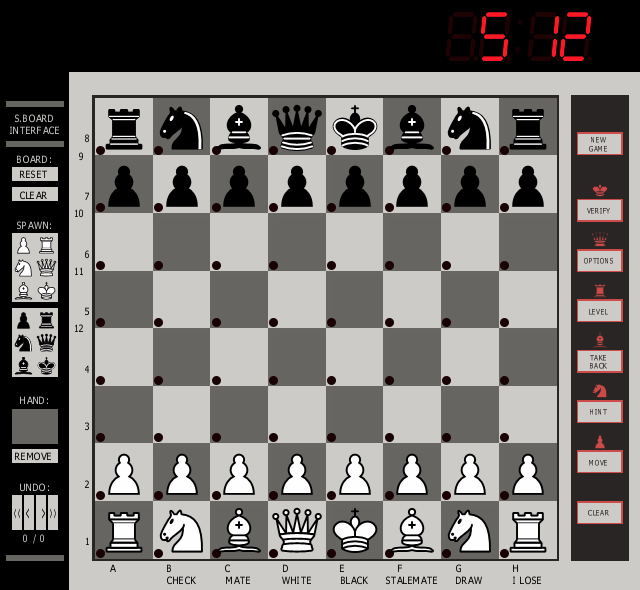 5 12
S.BOARD
INTERFACE
BOARD:
RESET
CLEAR
SPAWN:
HAND:
REMOVE
UNDO:
⟨⟨ ⟨ ⟩ ⟩⟩
0 / 0
8
9
7
10
6
11
5
12
4
3
2
1
A B C D E F G H
CHECK MATE WHITE BLACK STALEMATE DRAW I LOSE
NEW
GAME
VERIFY
OPTIONS
LEVEL
TAKE
BACK
HINT
MOVE
CLEAR